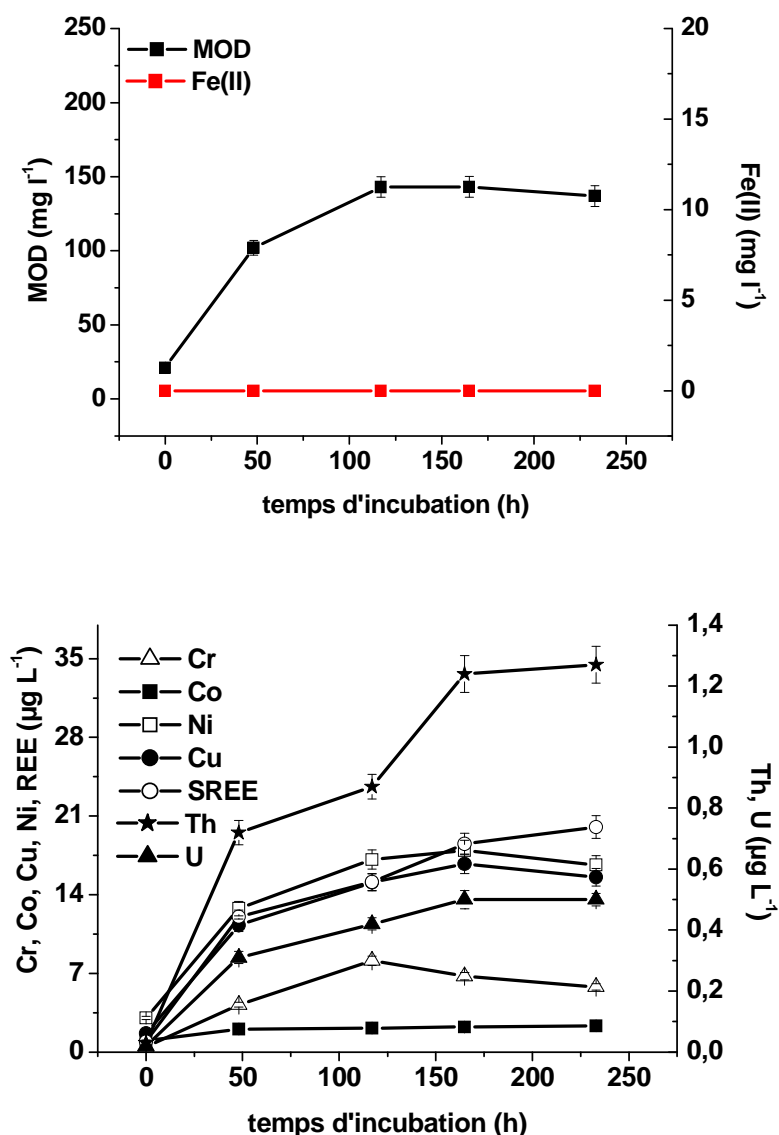 MOD
Fe(II)
MOD (mg l-1)
Fe(II) (mg l-1)
250
200
150
100
50
0
20
15
10
5
0
0 50 100 150 200 250
temps d'incubation (h)
Cr
Co
Ni
Cu
SREE
Th
U
Cr, Co, Cu, Ni, REE (µg L-1)
Th, U (µg L-1)
35
28
21
14
7
0
1,4
1,2
1,0
0,8
0,6
0,4
0,2
0,0
0 50 100 150 200 250
temps d'incubation (h)